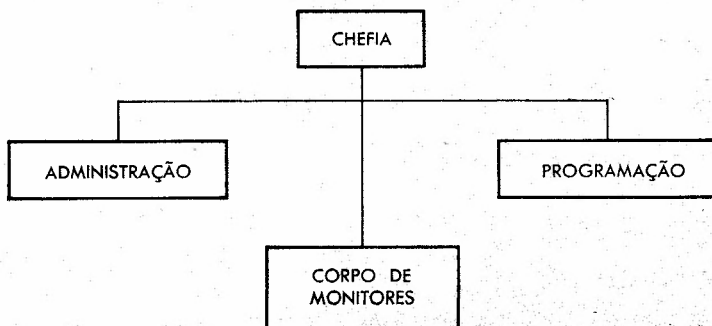 CHEFIA
ADMINISTRAÇÃO
PROGRAMAÇÃO
CORPO DE
MONITORES